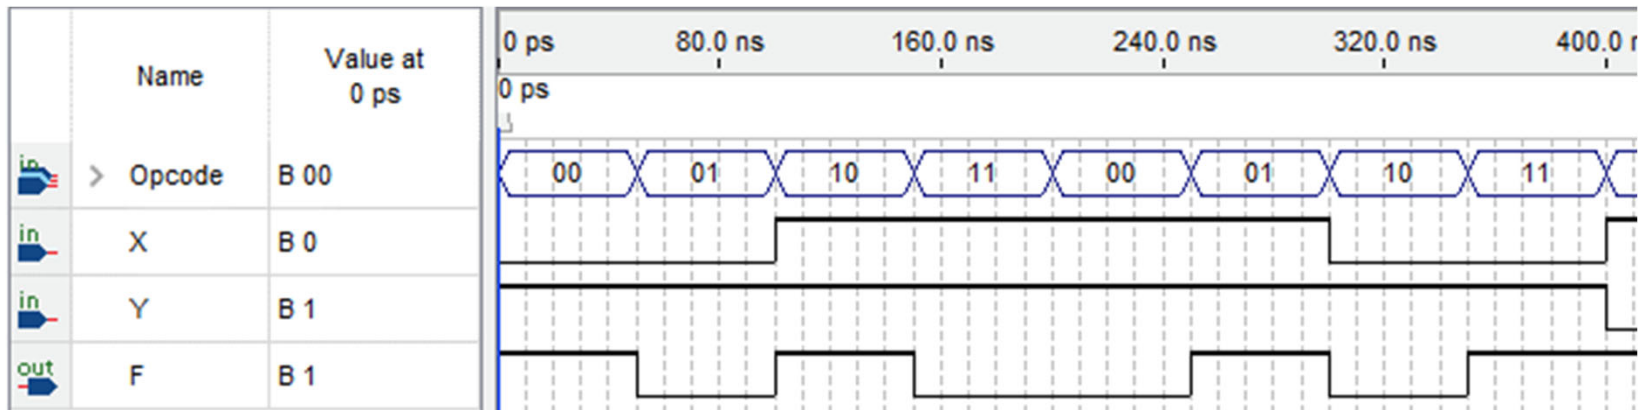 Name
Value at
0 ps
0 ps 80.0 ns 160.0 ns 240.0 ns 320.0 ns 400.0 n
0 ps
in > Opcode B 00 00 01 10 11 00 01 10 11
in X B 0
in Y B 1
out F B 1